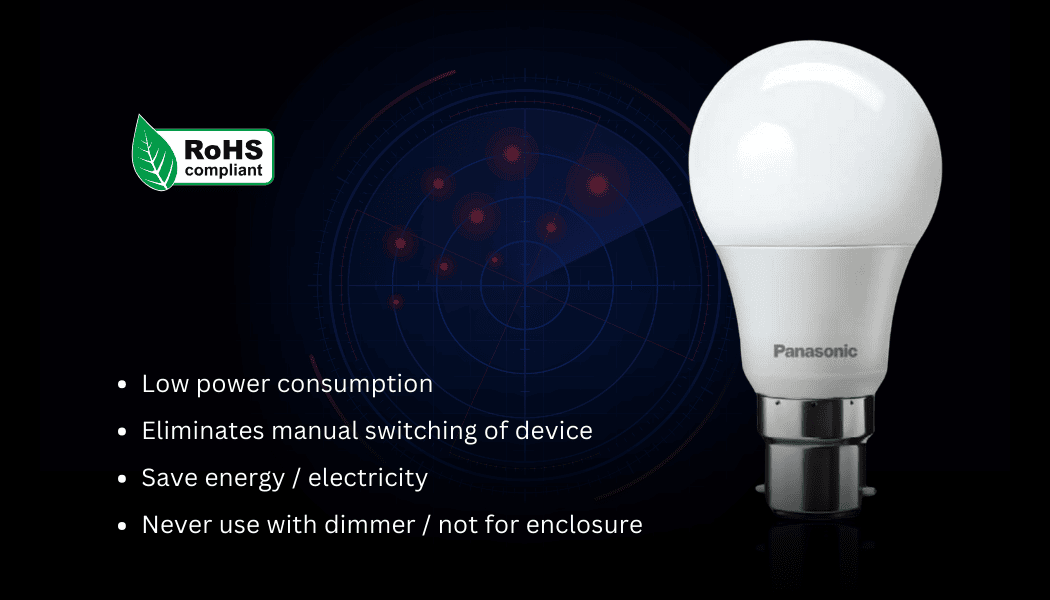 RoHS
compliant
Panasonic
• Low power consumption
• Eliminates manual switching of device
• Save energy / electricity
• Never use with dimmer / not for enclosure